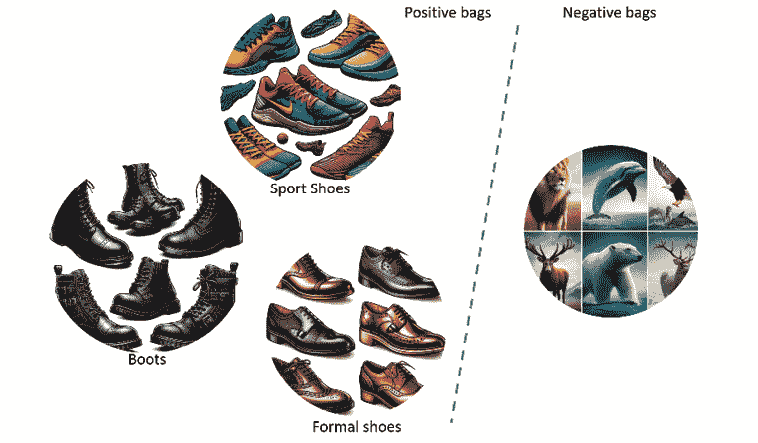 Positive bags
Negative bags
Sport Shoes
Boots
Formal shoes